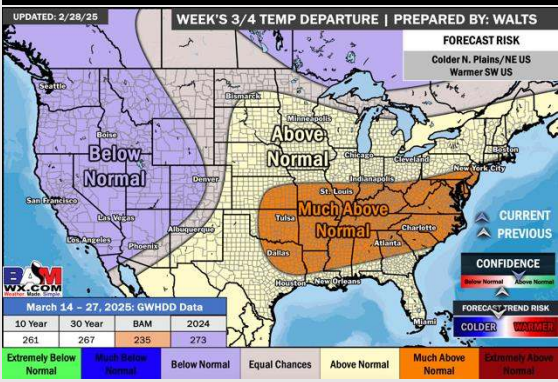 UPDATED: 2/28/25
WEEK'S 3/4 TEMP DEPARTURE | PREPARED BY: WALTS
FORECAST RISK
Colder N. Plains/NE US
Warmer SW US
Seattle
Bismarck
Minneapolis
Boise
Above
Normal
Below
Normal
Boston
Chicago
Cleveland
New York City
Denver
Indianapolis
San Francisco
St. Louis
Las Vegas
Much Above
Normal
Tulsa
Charlotte
Los Angeles
Albuquerque
Phoenix
Atlanta
Dallas
CURRENT
PREVIOUS
Houston
New Orleans
Miami
BAM
WX.COM
Weather Made Simple
CONFIDENCE
Below Normal
Above Normal
FORECAST TREND RISK
COLDER
WARMER
March 14 – 27, 2025: GWHDD Data
10 Year 30 Year BAM 2024
261 267 235 273
Extremely Below Normal
Much Below Normal
Below Normal
Equal Chances
Above Normal
Much Above Normal
Extremely Above Normal